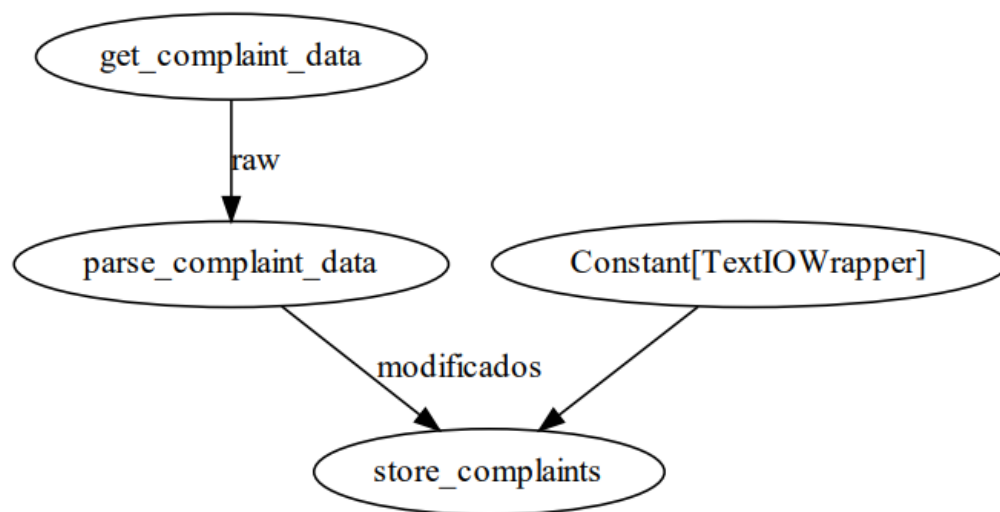 get_complaint_data
raw
parse_complaint_data
Constant[TextIOWrapper]
modificados
store_complaints